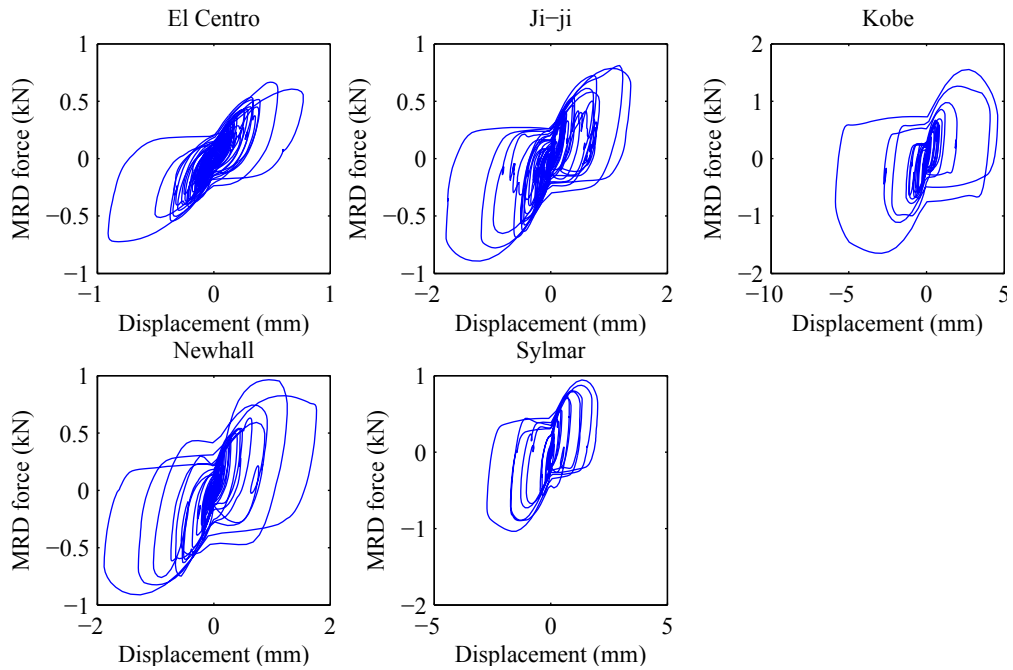 El Centro
1
0.5
0
−0.5
−1
−1
0
1
MRD force (kN)
Displacement (mm)
Ji−ji
1
0.5
0
−0.5
−1
−2
0
2
MRD force (kN)
Displacement (mm)
Kobe
2
1
0
−1
−2
−10
−5
0
5
MRD force (kN)
Displacement (mm)
Newhall
1
0.5
0
−0.5
−1
−2
0
2
MRD force (kN)
Displacement (mm)
Sylmar
1
0
−1
−2
−5
0
5
MRD force (kN)
Displacement (mm)